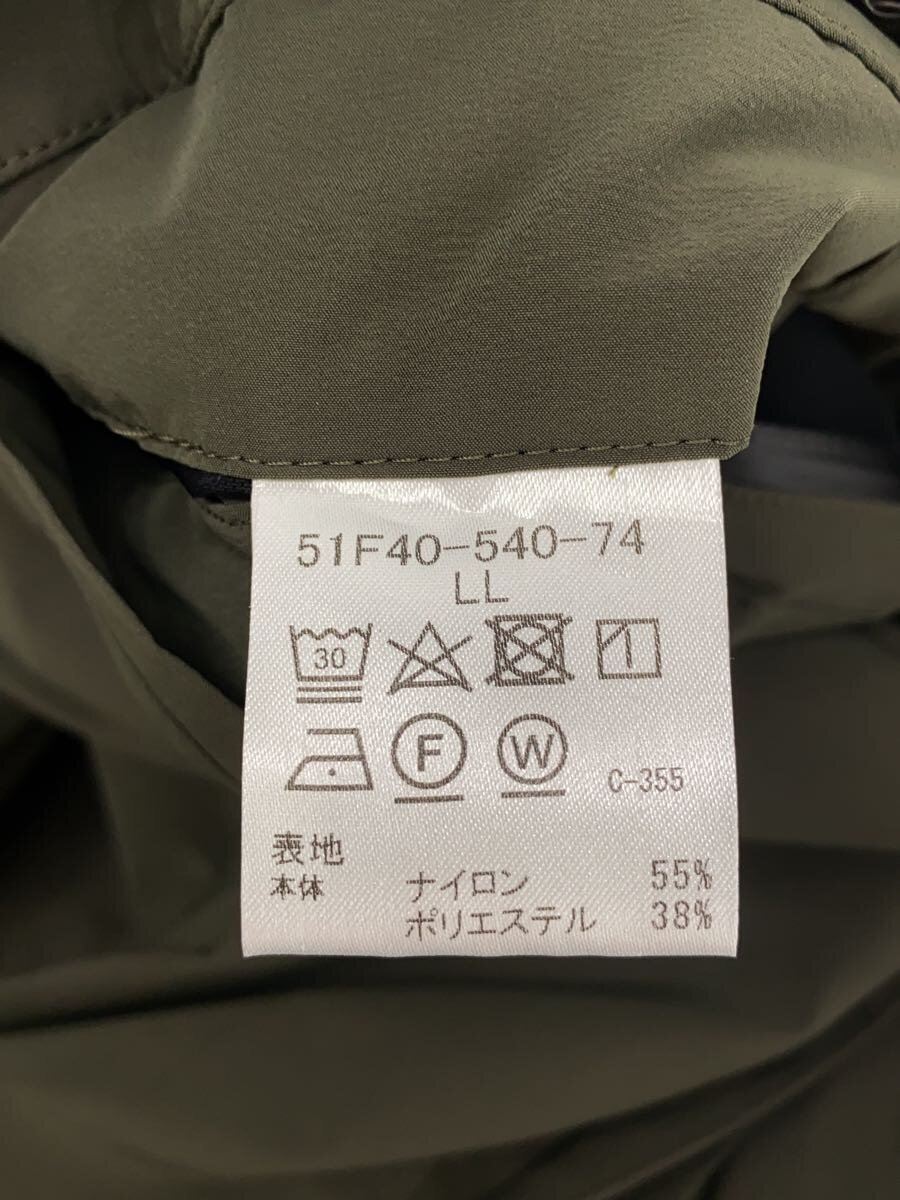 51F40-540-74
LL
30
F W C-355
表地
本体 ナイロン 55%
ポリエステル 38%